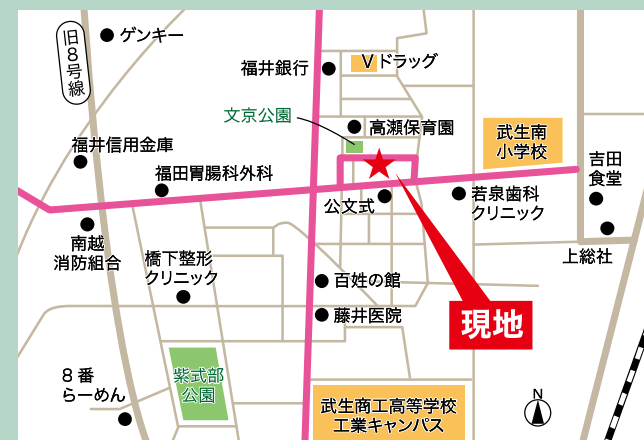 ゲンキー
旧8号線
福井銀行
Vドラッグ
文京公園
高瀬保育園
武生南
小学校
福井信用金庫
吉田
食堂
福田胃腸科外科
公文式
若泉歯科
クリニック
南越
消防組合
橋下整形
クリニック
上総社
百姓の館
藤井医院
現地
8番
らーめん
紫式部
公園
武生商工高等学校
工業キャンパス
N